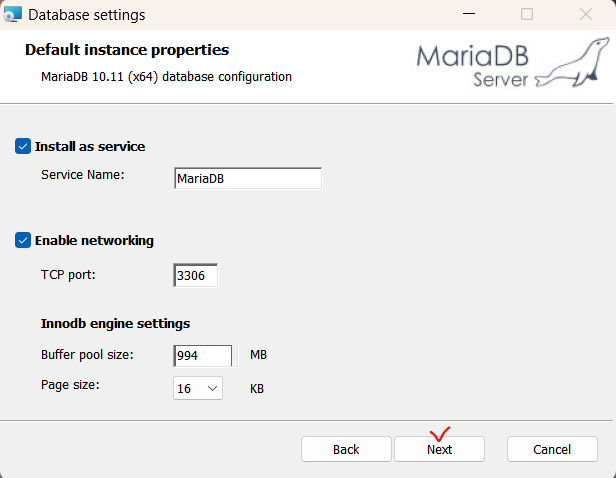 Database settings
Default instance properties
MariaDB
Server
MariaDB 10.11 (x64) database configuration
Install as service
Service Name: MariaDB
Enable networking
TCP port: 3306
Innodb engine settings
Buffer pool size: 994 MB
Page size: 16 KB
Back Next Cancel